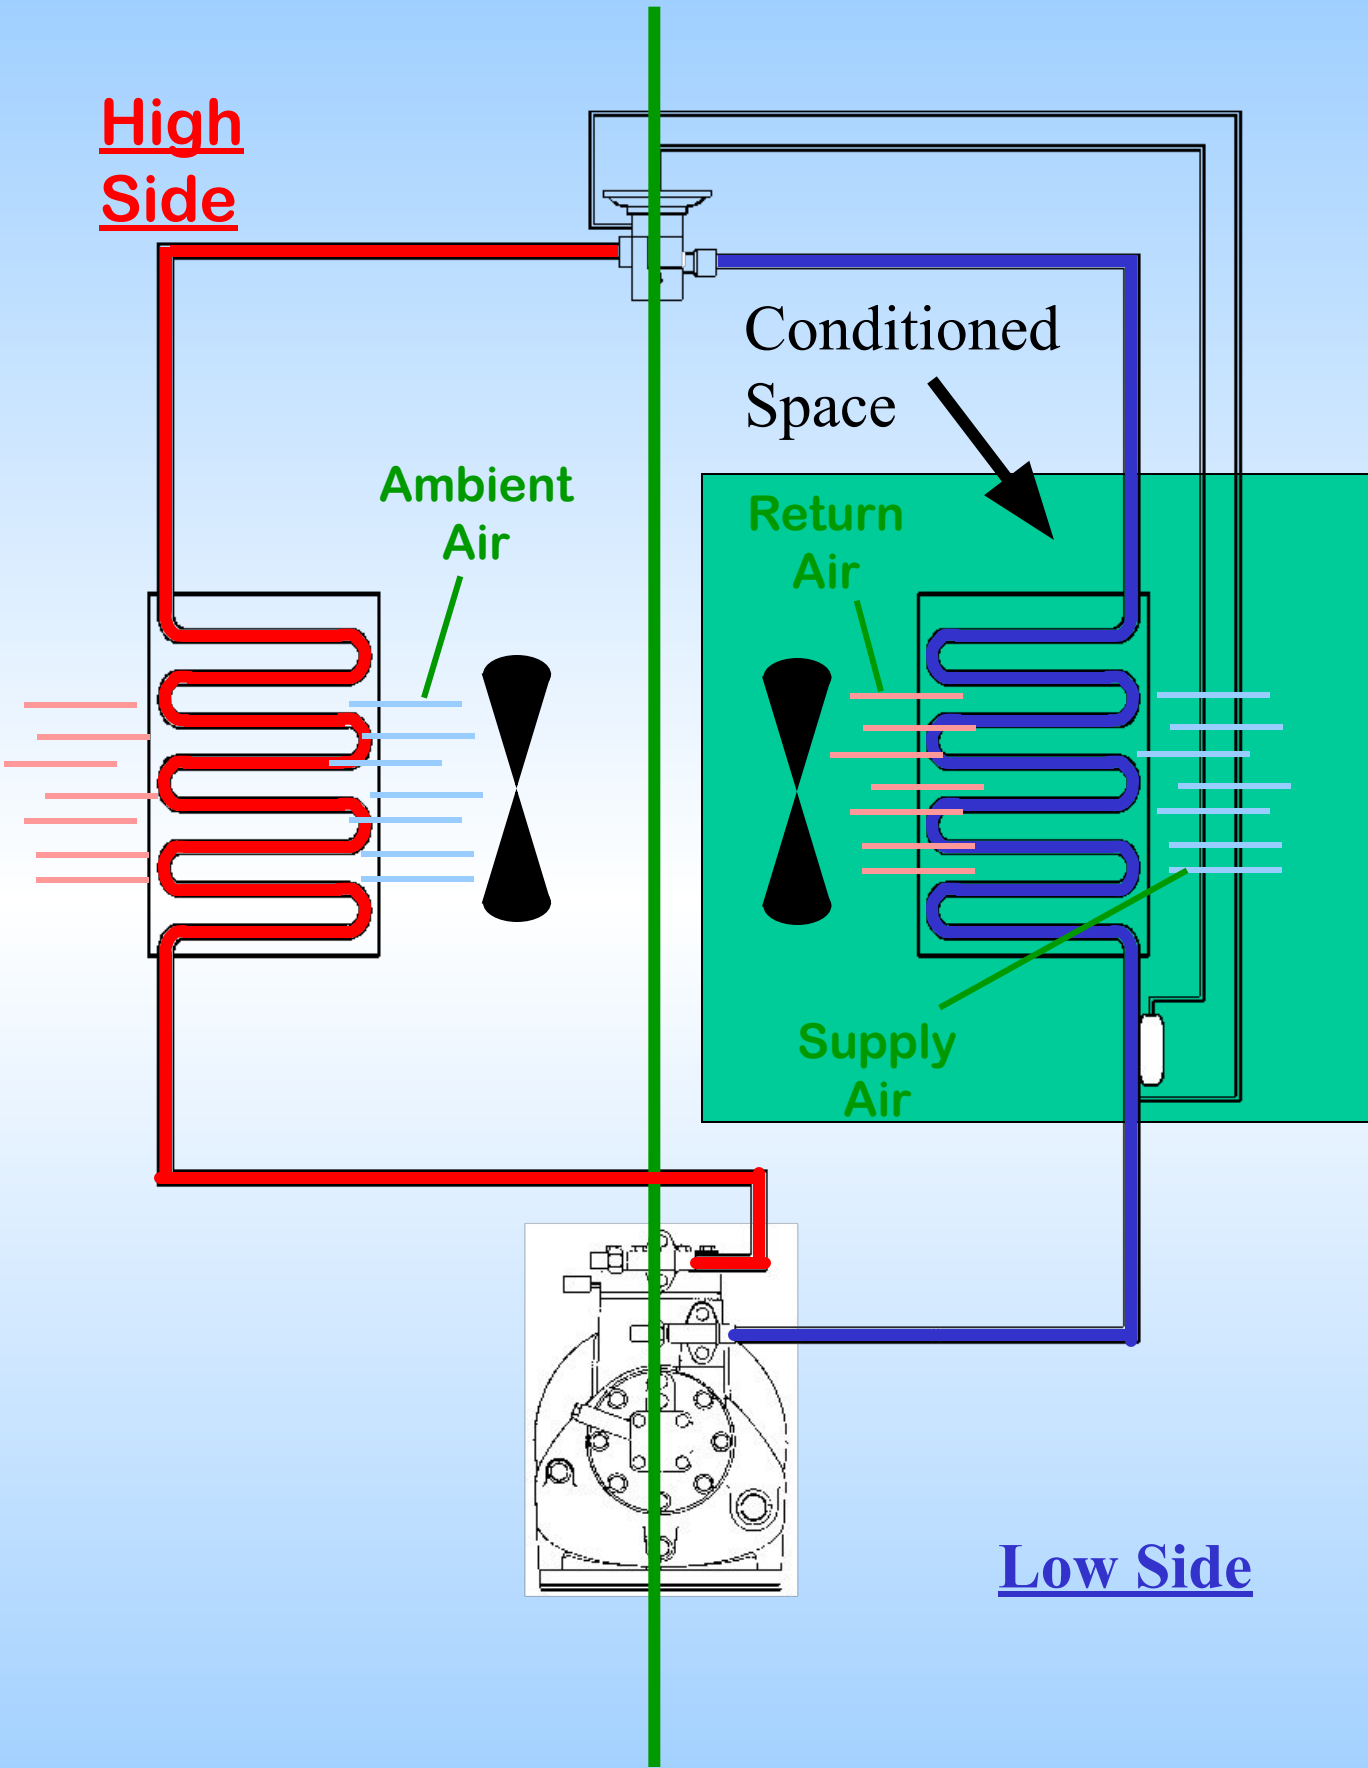 High
Side
Conditioned
Space
Ambient
Air
Return
Air
Supply
Air
Low Side